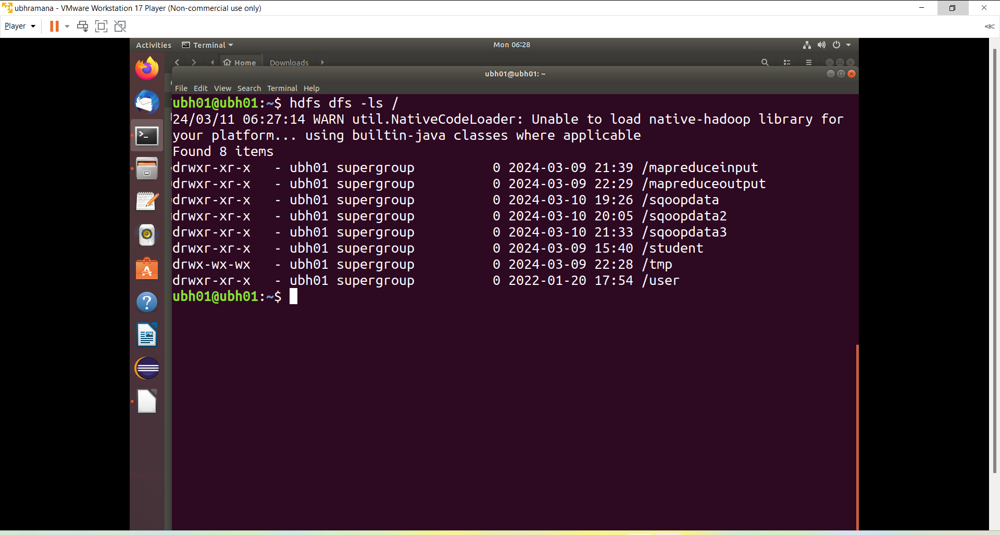 ubhramana - VMware Workstation 17 Player (Non-commercial use only)
Player
Activities Terminal Mon 06:28
Home Downloads
ubh01@ubh01: ~
File Edit View Search Terminal Help
ubh01@ubh01:~$ hdfs dfs -ls /
24/03/11 06:27:14 WARN util.NativeCodeLoader: Unable to load native-hadoop library for
your platform... using builtin-java classes where applicable
Found 8 items
drwxr-xr-x   - ubh01 supergroup          0 2024-03-09 21:39 /mapreduceinput
drwxr-xr-x   - ubh01 supergroup          0 2024-03-09 22:29 /mapreduceoutput
drwxr-xr-x   - ubh01 supergroup          0 2024-03-10 19:26 /sqoopdata
drwxr-xr-x   - ubh01 supergroup          0 2024-03-10 20:05 /sqoopdata2
drwxr-xr-x   - ubh01 supergroup          0 2024-03-10 21:33 /sqoopdata3
drwxr-xr-x   - ubh01 supergroup          0 2024-03-09 15:40 /student
drwx-wx-wx   - ubh01 supergroup          0 2024-03-09 22:28 /tmp
drwxr-xr-x   - ubh01 supergroup          0 2022-01-20 17:54 /user
ubh01@ubh01:~$